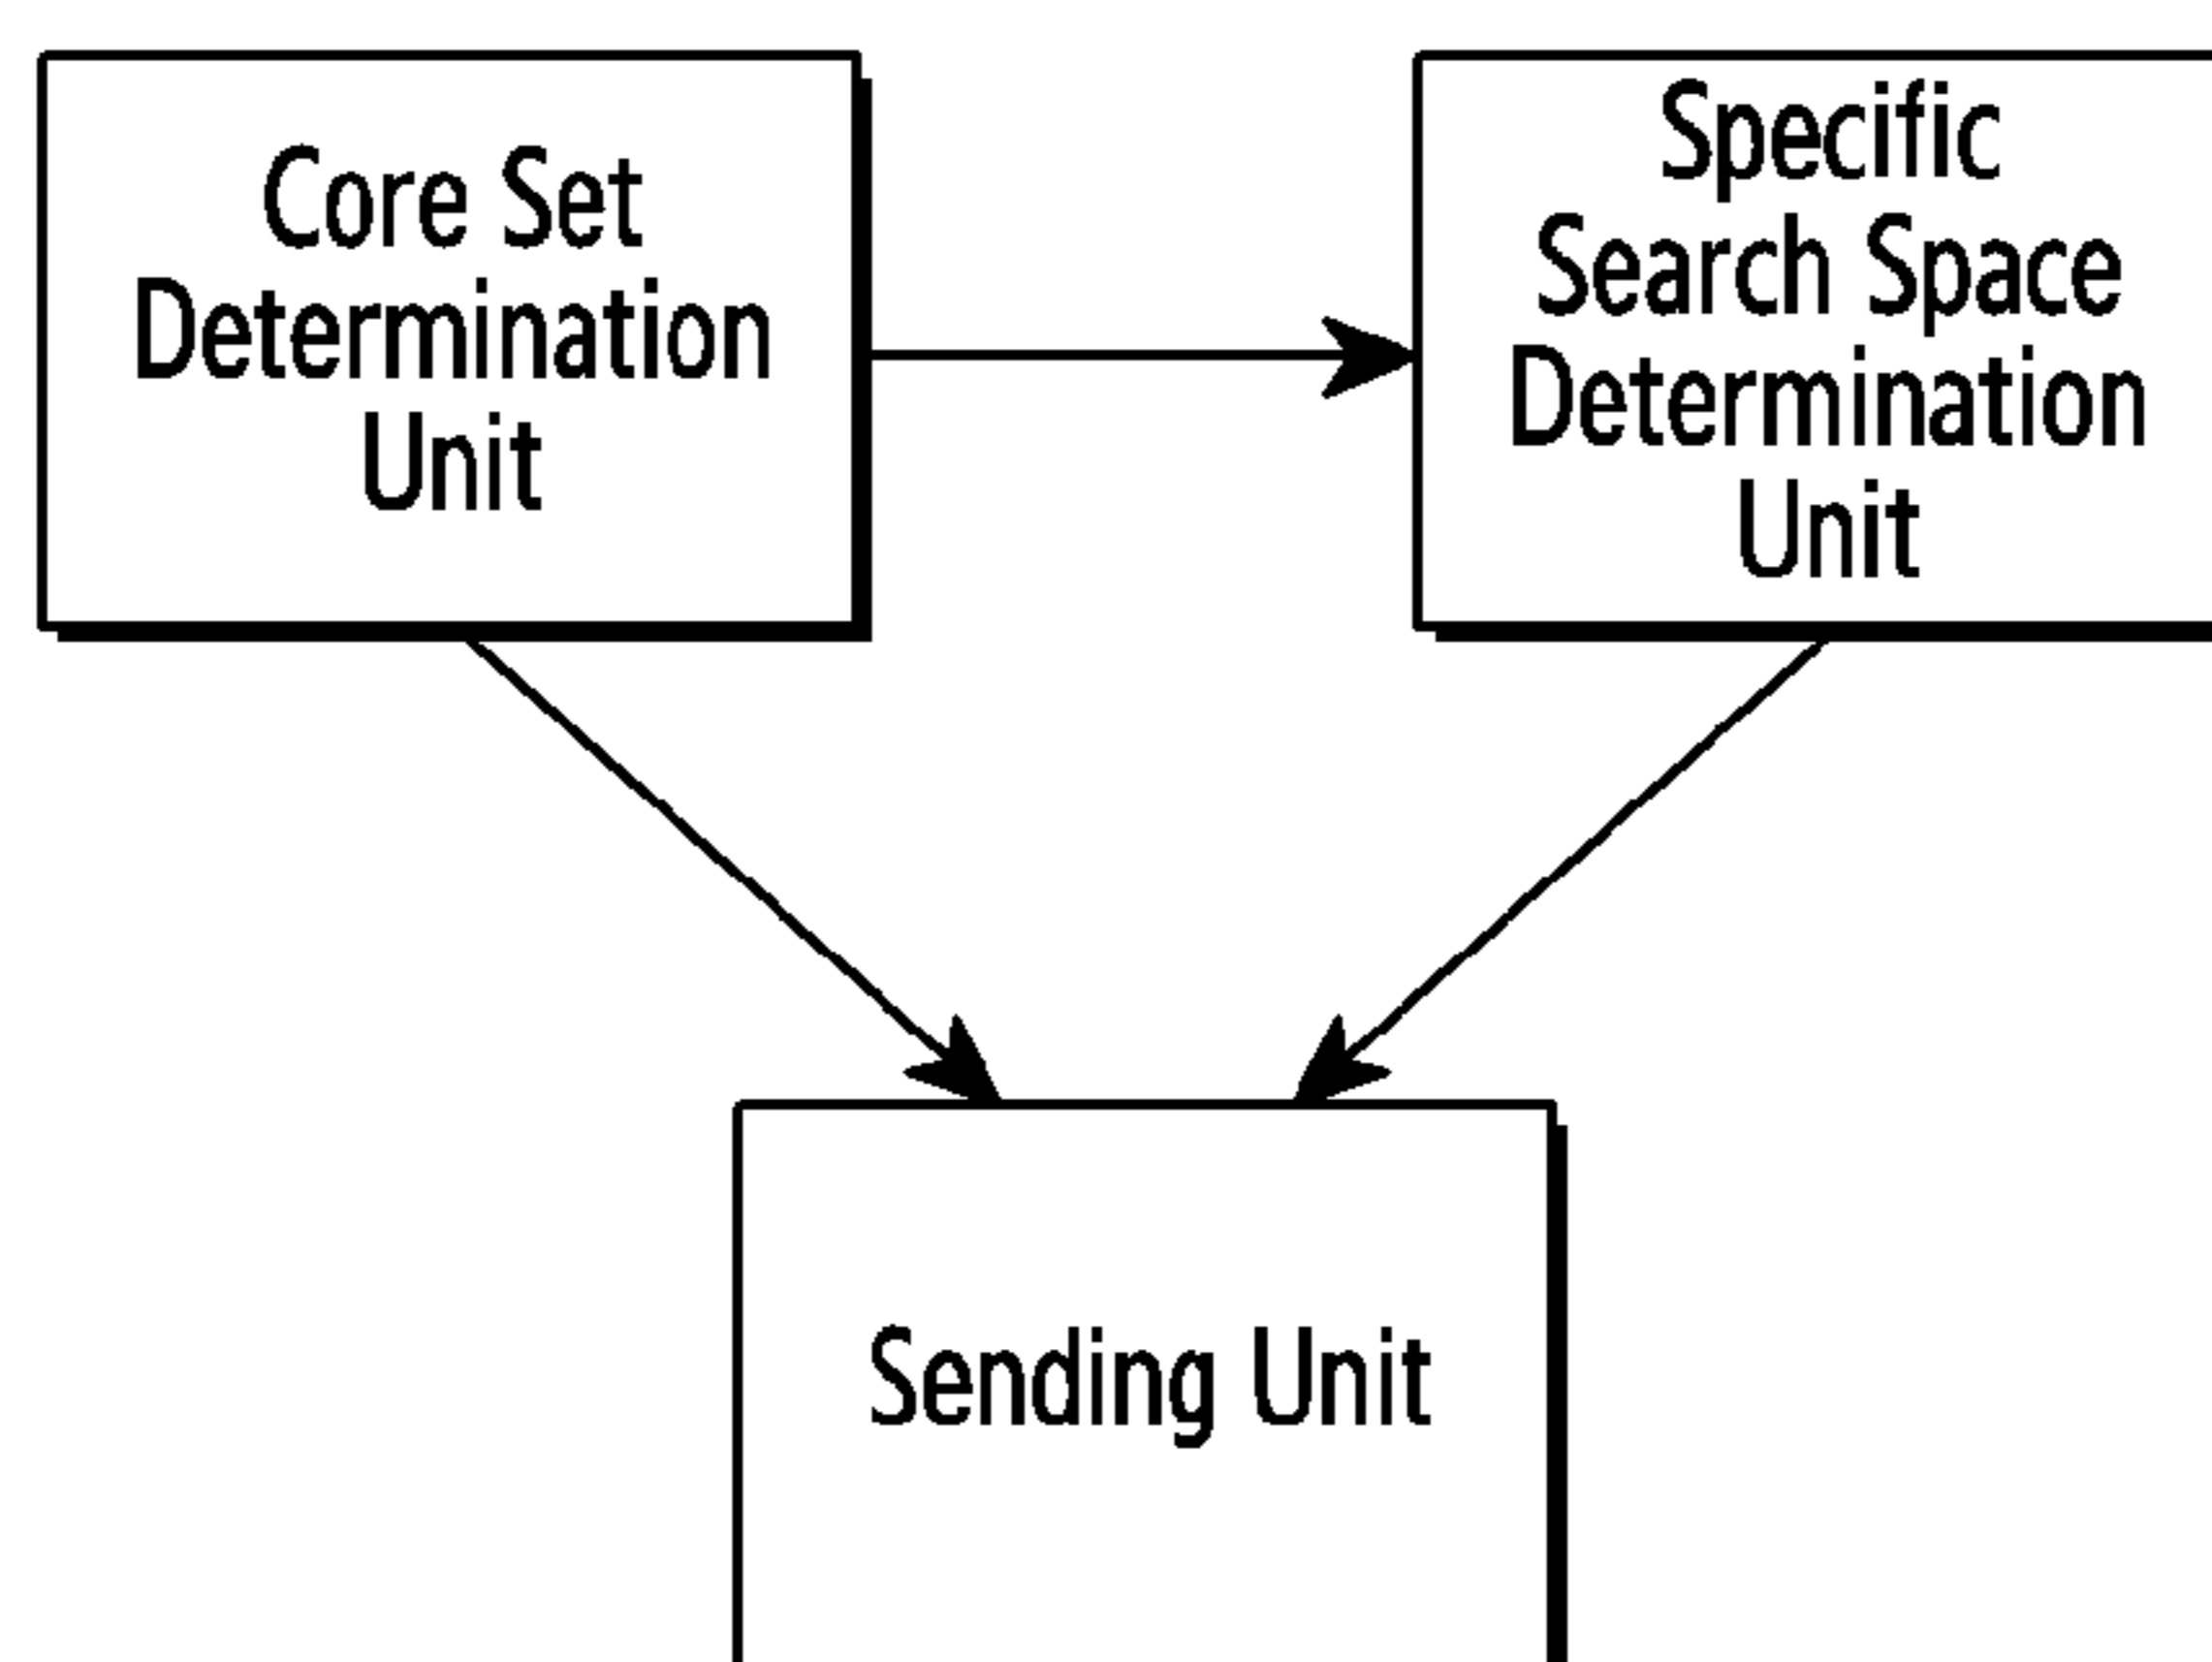 Core Set
Determination
Unit
Specific
Search Space
Determination
Unit
Sending Unit